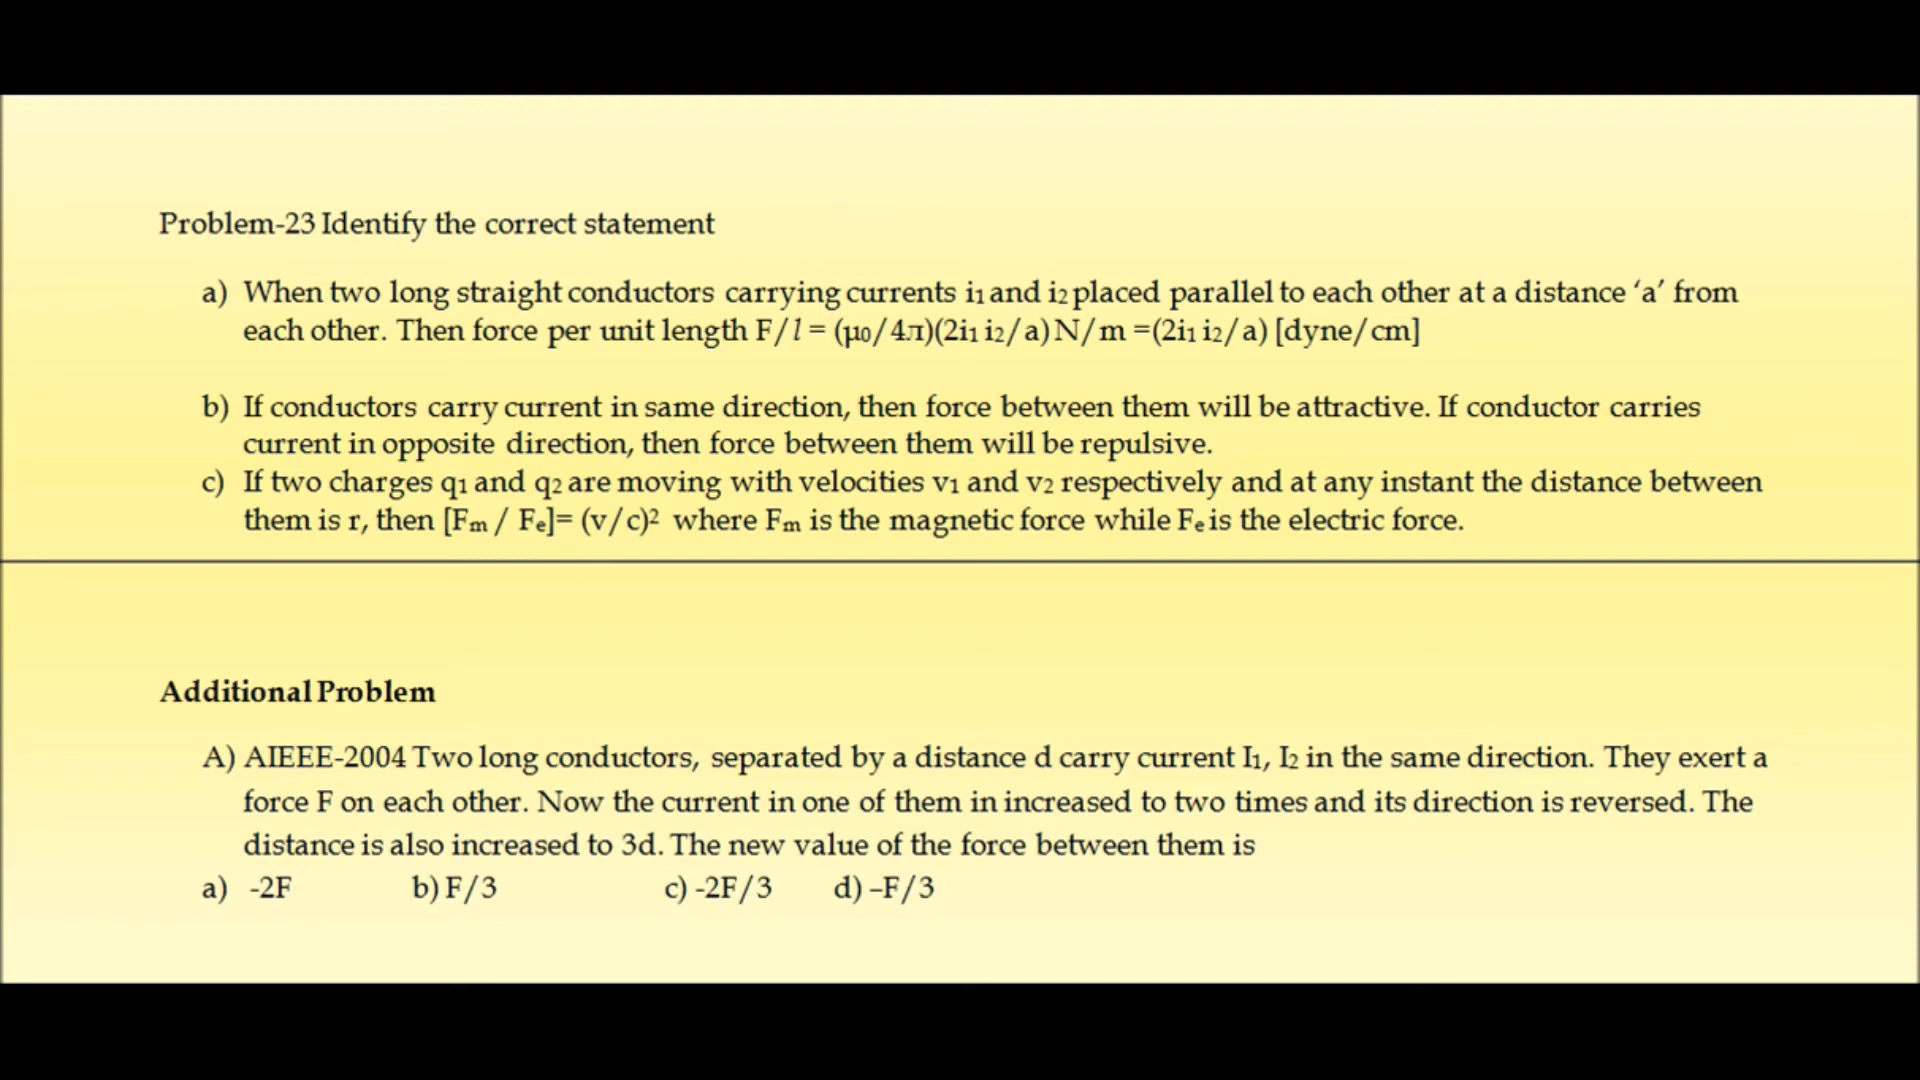 Problem-23 Identify the correct statement
a) When two long straight conductors carrying currents i₁ and i₂ placed parallel to each other at a distance ‘a’ from
each other. Then force per unit length F/l = (μ₀/4π)(2i₁ i₂/a) N/m =(2i₁ i₂/a) [dyne/cm]
b) If conductors carry current in same direction, then force between them will be attractive. If conductor carries
current in opposite direction, then force between them will be repulsive.
c) If two charges q₁ and q₂ are moving with velocities v₁ and v₂ respectively and at any instant the distance between
them is r, then [Fₘ / Fₑ]= (v/c)² where Fₘ is the magnetic force while Fₑ is the electric force.
Additional Problem
A) AIEEE-2004 Two long conductors, separated by a distance d carry current I₁, I₂ in the same direction. They exert a
force F on each other. Now the current in one of them in increased to two times and its direction is reversed. The
distance is also increased to 3d. The new value of the force between them is
a) -2F b) F/3 c) -2F/3 d) –F/3